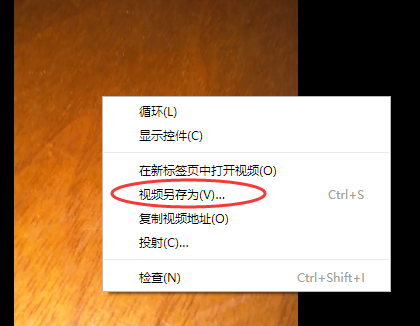 循环(L)
显示控件(C)
在新标签页中打开视频(O)
视频另存为(V)... Ctrl+S
复制视频地址(O)
投射(C)...
检查(N) Ctrl+Shift+I